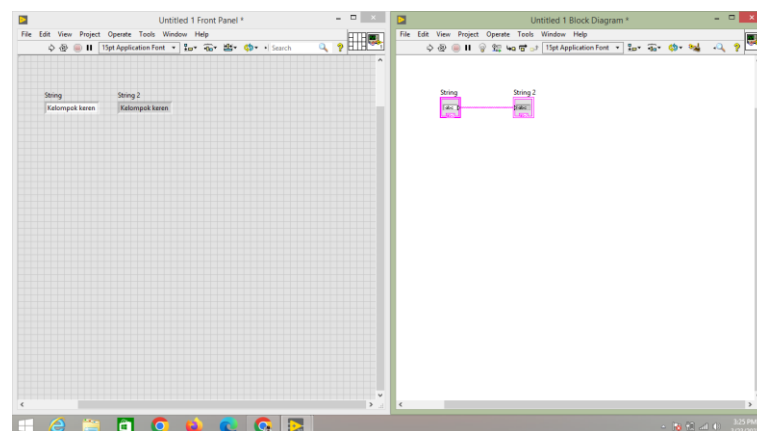 Untitled 1 Front Panel *
File Edit View Project Operate Tools Window Help
15pt Application Font
Search
String String 2
Kelompok keren Kelompok keren
Untitled 1 Block Diagram *
File Edit View Project Operate Tools Window Help
15pt Application Font
String String 2
abc abc
3:25 PM